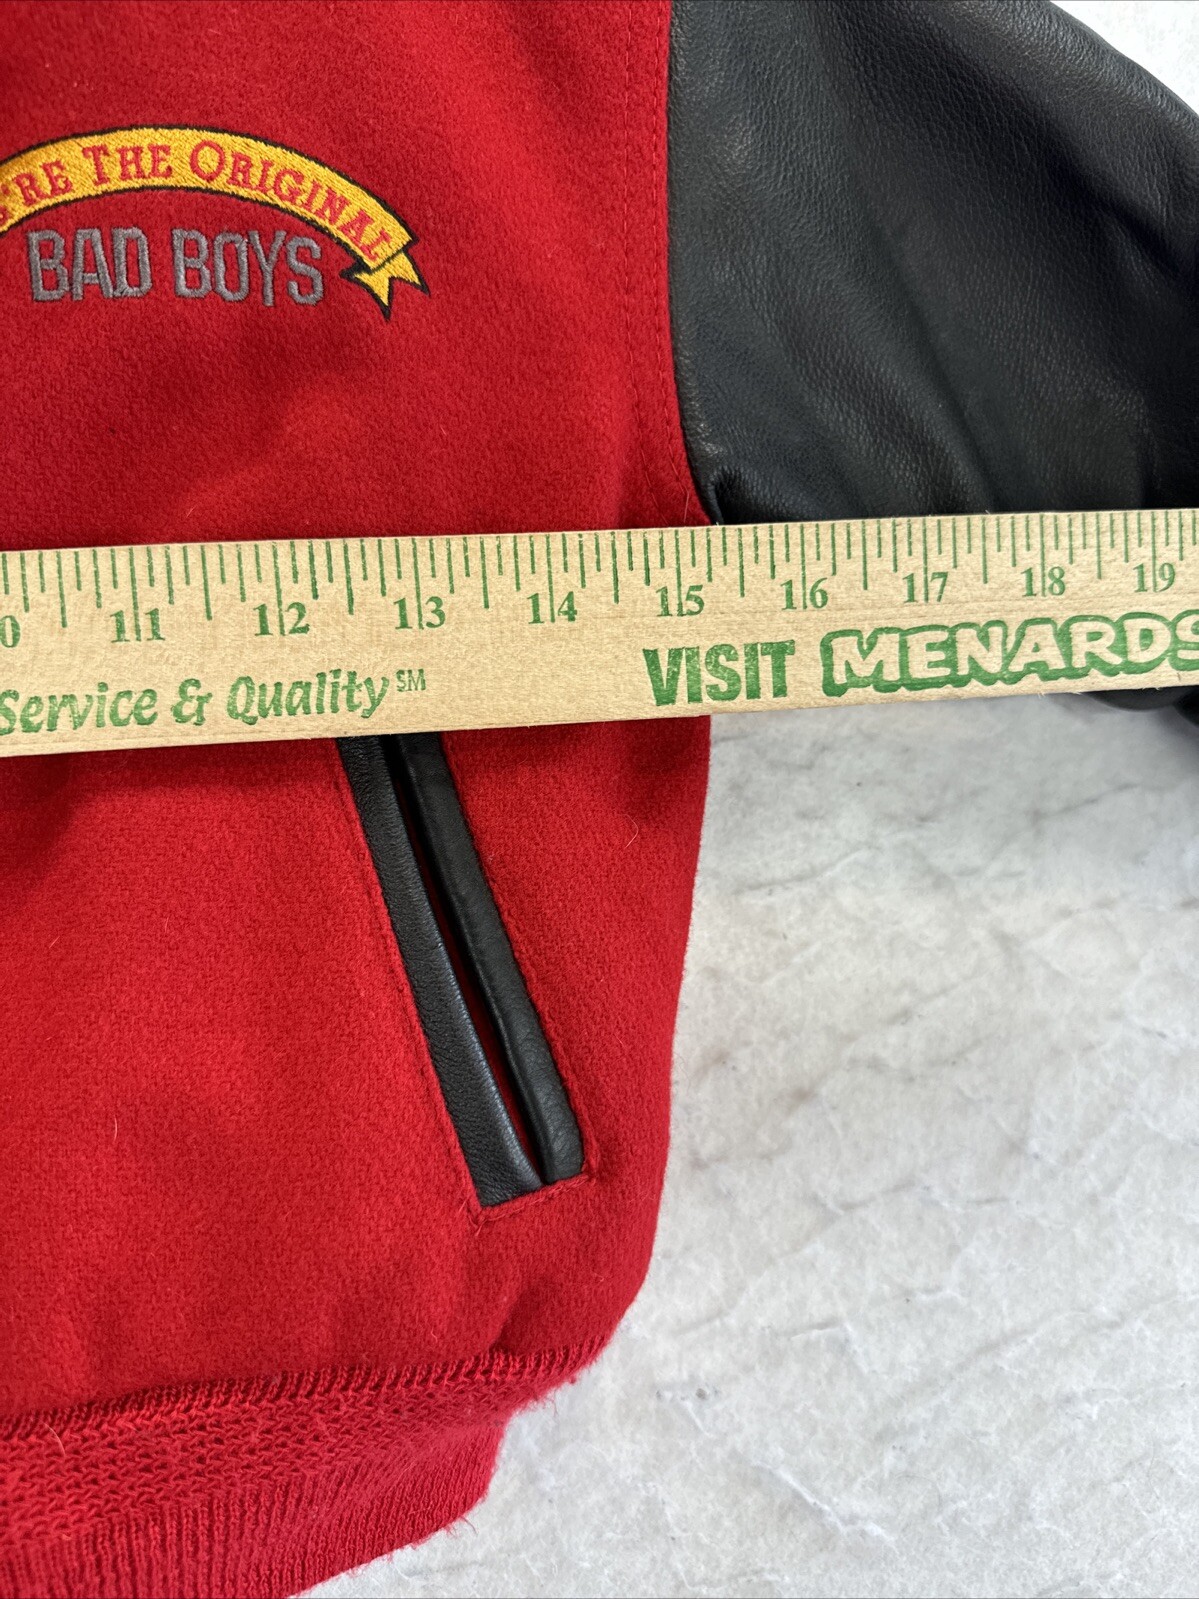 'RE THE ORIGINAL
BAD BOYS
0 11 12 13 14 15 16 17 18 19
Service & Quality SM
VISIT MENARDS